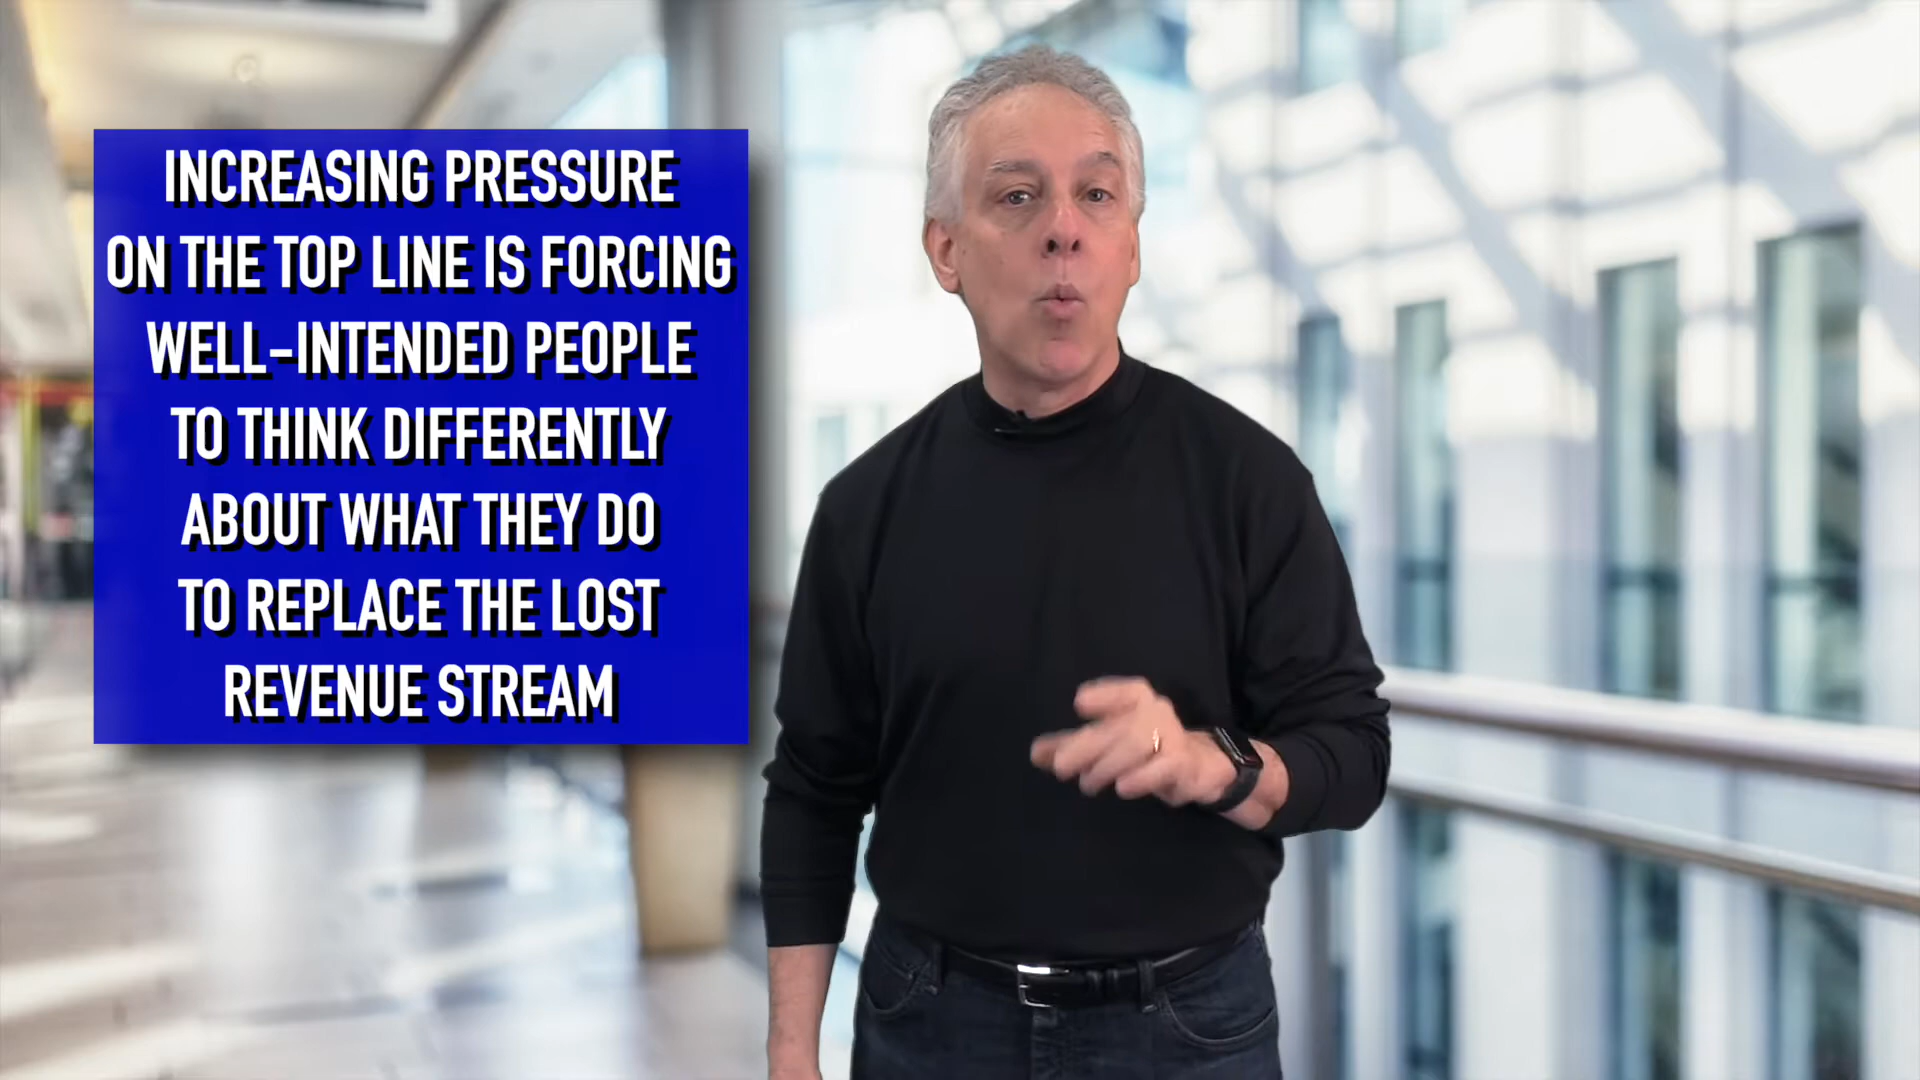 INCREASING PRESSURE
ON THE TOP LINE IS FORCING
WELL-INTENDED PEOPLE
TO THINK DIFFERENTLY
ABOUT WHAT THEY DO
TO REPLACE THE LOST
REVENUE STREAM